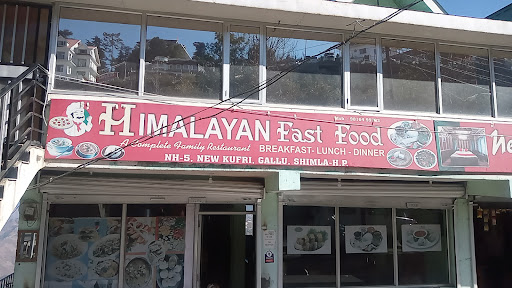 HIMALAYAN Fast Food
A Complete Family Restaurant BREAKFAST- LUNCH - DINNER
NH-5, NEW KUFRI, GALLU, SHIMLA-H.P.